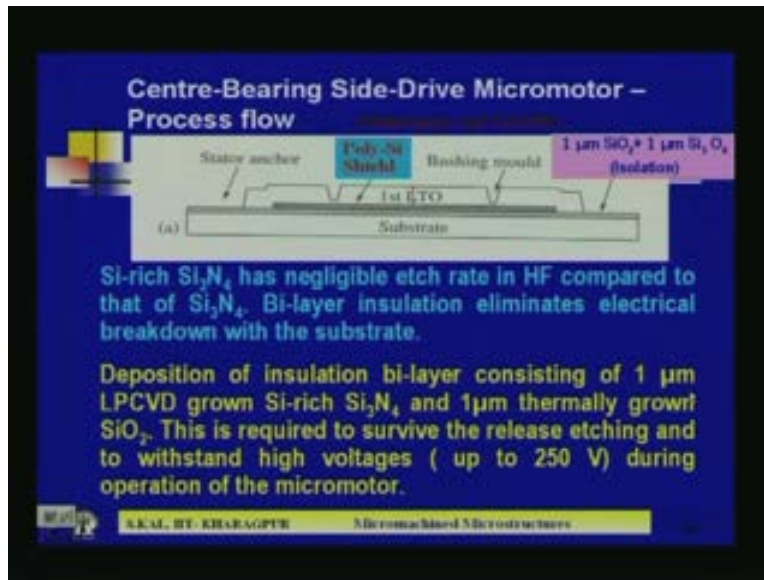 Centre-Bearing Side-Drive Micromotor –
Process flow
Poly-Si
Shield
1 µm SiO₂+ 1 µm Si₃ O₄
(Isolation)
Stator anchor
Bushing mould
1st LTO
(a)
Substrate
Si-rich Si₃N₄ has negligible etch rate in HF compared to
that of Si₃N₄. Bi-layer insulation eliminates electrical
breakdown with the substrate.
Deposition of insulation bi-layer consisting of 1 µm
LPCVD grown Si-rich Si₃N₄ and 1µm thermally grown
SiO₂. This is required to survive the release etching and
to withstand high voltages ( up to 250 V) during
operation of the micromotor.
S.KAL, IIT- KHARAGPUR
Micromachined Microstructures